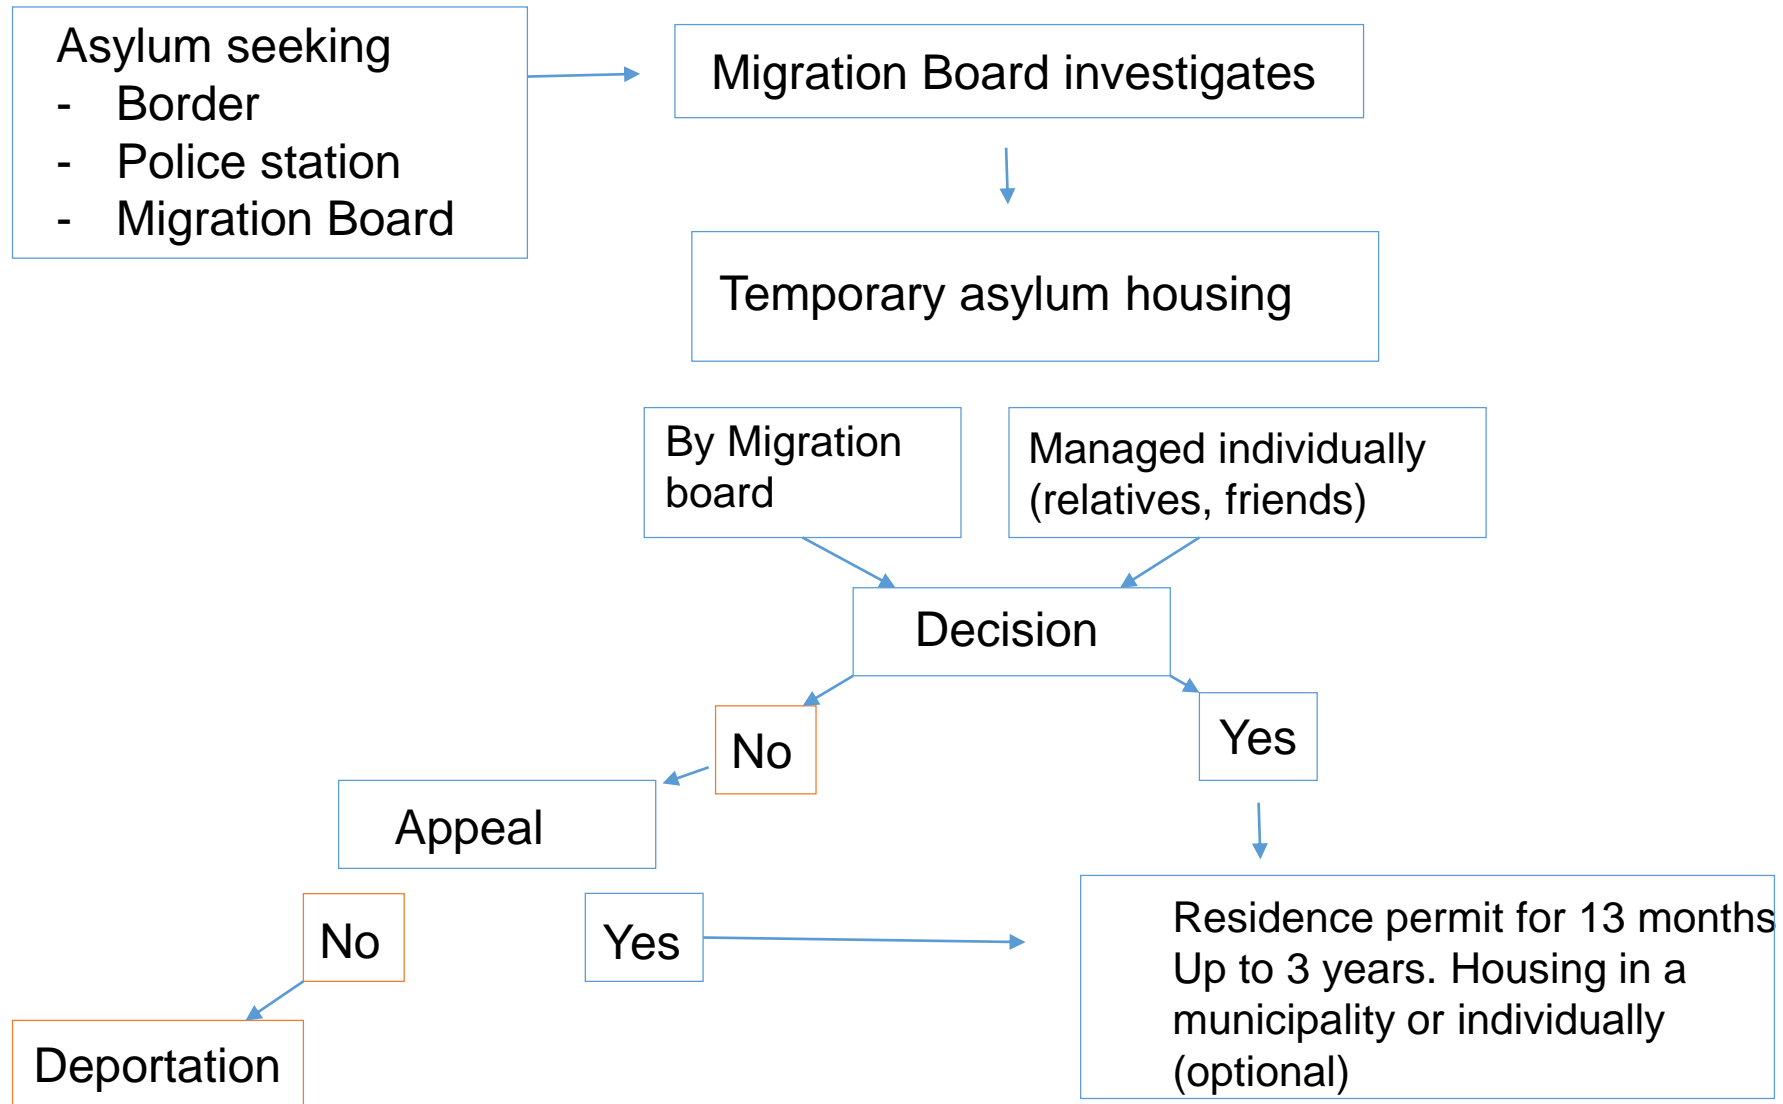 Asylum seeking
- Border
- Police station
- Migration Board
Migration Board investigates
Temporary asylum housing
By Migration
board
Managed individually
(relatives, friends)
Decision
No
Yes
Appeal
No
Yes
Residence permit for 13 months
Up to 3 years. Housing in a
municipality or individually
(optional)
Deportation